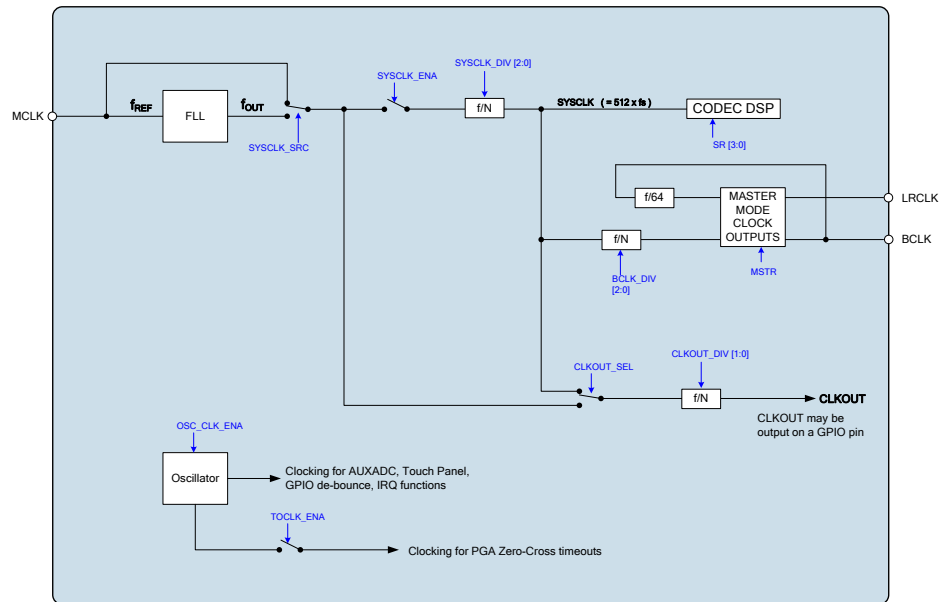 SYSCLK_DIV [2:0]
SYSCLK_ENA
MCLK
fREF
FLL
fOUT
SYSCLK_SRC
f/N
SYSCLK ( = 512 x fs )
CODEC DSP
SR [3:0]
f/64
MASTER
MODE
CLOCK
OUTPUTS
LRCLK
BCLK
f/N
BCLK_DIV
[2:0]
MSTR
CLKOUT_SEL
CLKOUT_DIV [1:0]
f/N
CLKOUT
CLKOUT may be
output on a GPIO pin
OSC_CLK_ENA
Oscillator
Clocking for AUXADC, Touch Panel,
GPIO de-bounce, IRQ functions
TOCLK_ENA
Clocking for PGA Zero-Cross timeouts